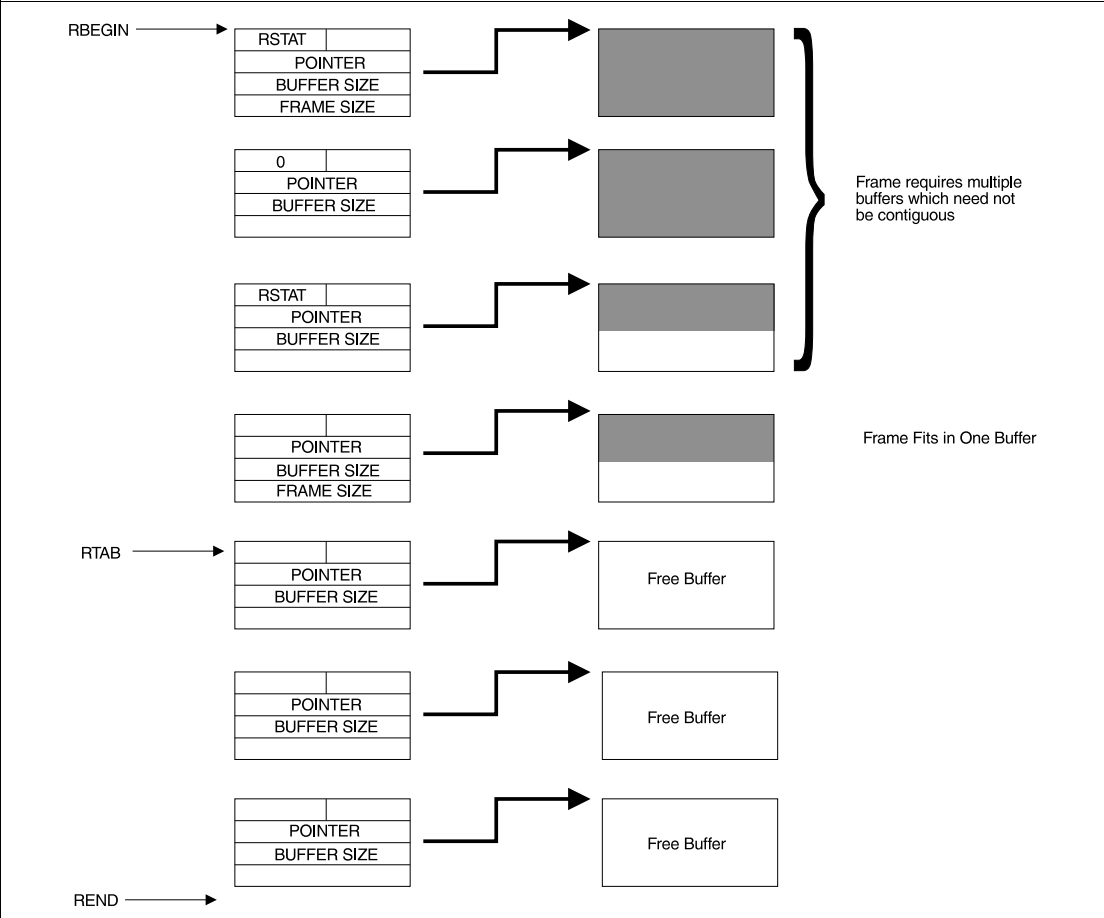 RBEGIN
RSTAT
POINTER
BUFFER SIZE
FRAME SIZE
0
POINTER
BUFFER SIZE
Frame requires multiple
buffers which need not
be contiguous
RSTAT
POINTER
BUFFER SIZE
POINTER
BUFFER SIZE
FRAME SIZE
Frame Fits in One Buffer
RTAB
POINTER
BUFFER SIZE
Free Buffer
POINTER
BUFFER SIZE
Free Buffer
POINTER
BUFFER SIZE
Free Buffer
REND